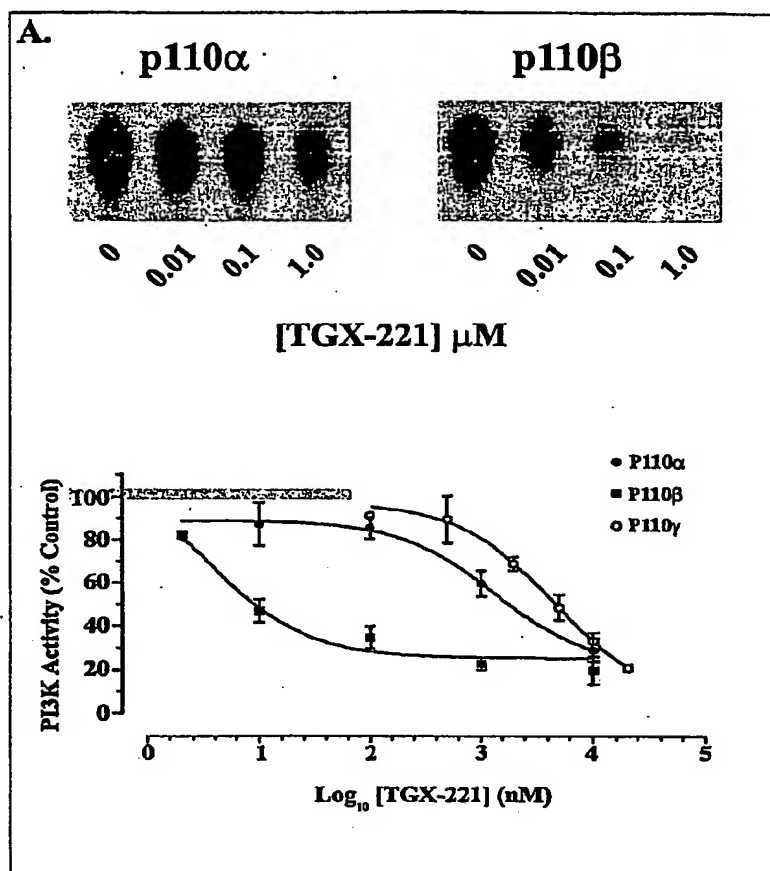 A.
p110α p110β
0 0.01 0.1 1.0 0 0.01 0.1 1.0
[TGX-221] μM
PI3K Activity (% Control)
100
80
60
40
20
0
P110α
P110β
P110γ
0 1 2 3 4 5
Log₁₀ [TGX-221] (nM)